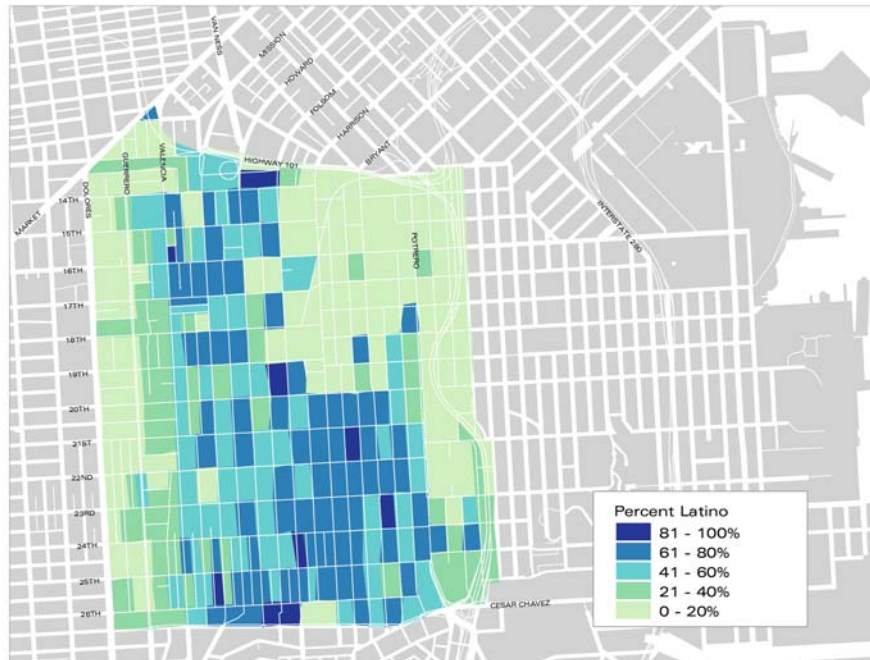 VAN NESS
MISSION
HOWARD
FOLSOM
HARRISON
BRYANT
HIGHWAY 101
VALENCIA
GUERRERO
DOLORES
MARKET
POTRERO
INTERSTATE 280
14TH
15TH
16TH
17TH
18TH
19TH
20TH
21ST
22ND
23RD
24TH
25TH
26TH
CESAR CHAVEZ
Percent Latino
81 - 100%
61 - 80%
41 - 60%
21 - 40%
0 - 20%